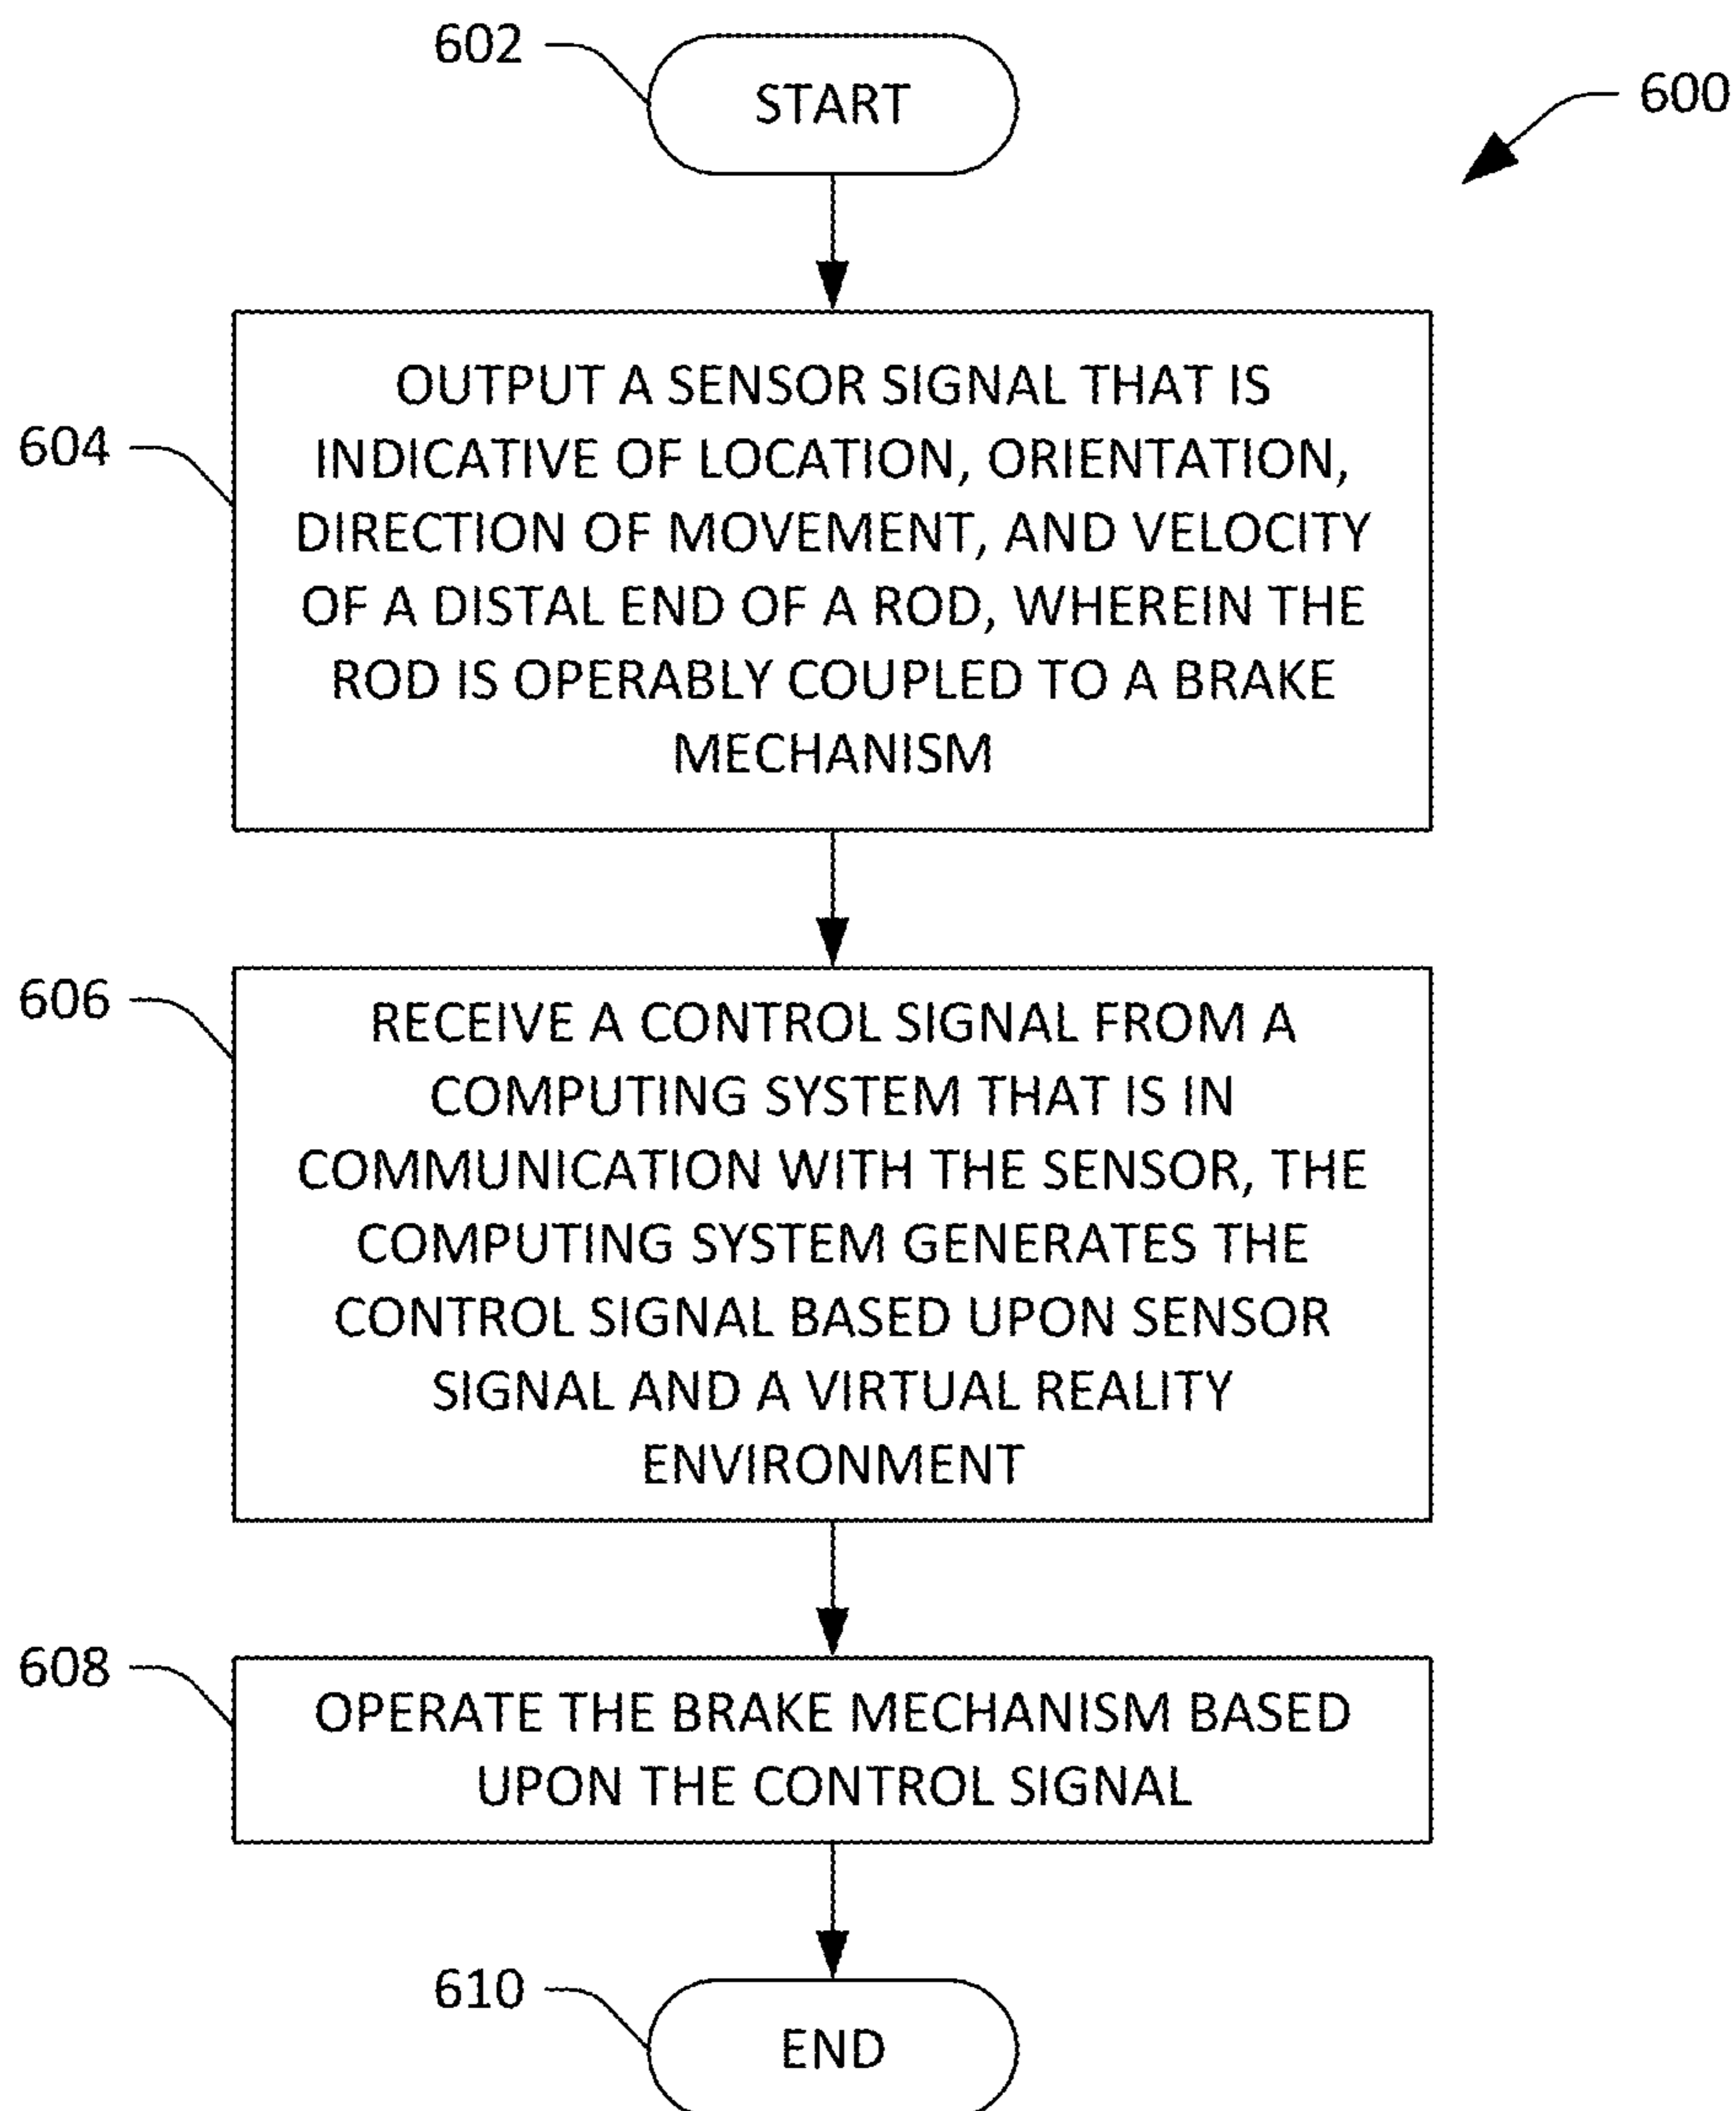 602
START
600
604
OUTPUT A SENSOR SIGNAL THAT IS
INDICATIVE OF LOCATION, ORIENTATION,
DIRECTION OF MOVEMENT, AND VELOCITY
OF A DISTAL END OF A ROD, WHEREIN THE
ROD IS OPERABLY COUPLED TO A BRAKE
MECHANISM
606
RECEIVE A CONTROL SIGNAL FROM A
COMPUTING SYSTEM THAT IS IN
COMMUNICATION WITH THE SENSOR, THE
COMPUTING SYSTEM GENERATES THE
CONTROL SIGNAL BASED UPON SENSOR
SIGNAL AND A VIRTUAL REALITY
ENVIRONMENT
608
OPERATE THE BRAKE MECHANISM BASED
UPON THE CONTROL SIGNAL
610
END